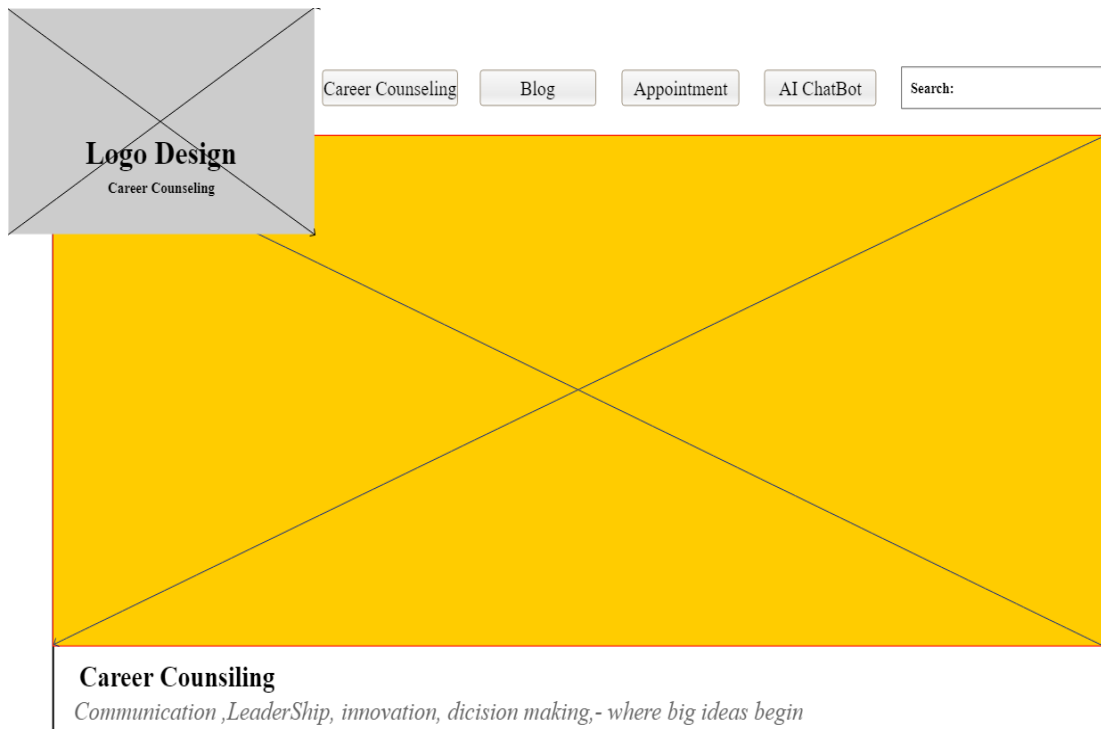 Career Counseling
Blog
Appointment
AI ChatBot
Search:
Logo Design
Career Counseling
Career Counsiling
Communication ,LeaderShip, innovation, dicision making,- where big ideas begin